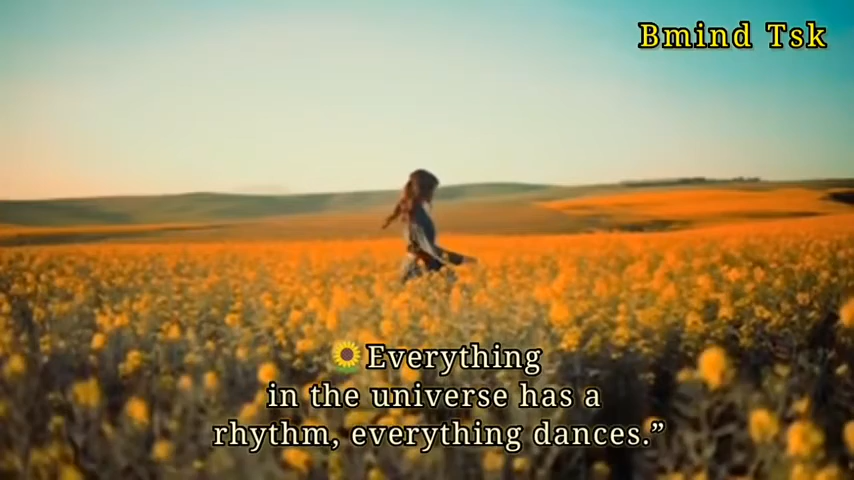 Bmind Tsk
🌻Everything
in the universe has a
rhythm, everything dances.”